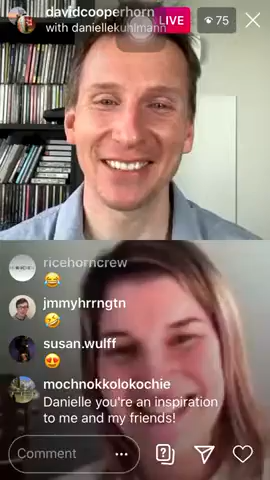 davidcooperhorn
with daniellekuhlmann
LIVE
75
ricehorncrew
😂
jmmyhrrngtn
🤣
susan.wulff
😍
mochnokkolokochie
Danielle you're an inspiration
to me and my friends!
Comment